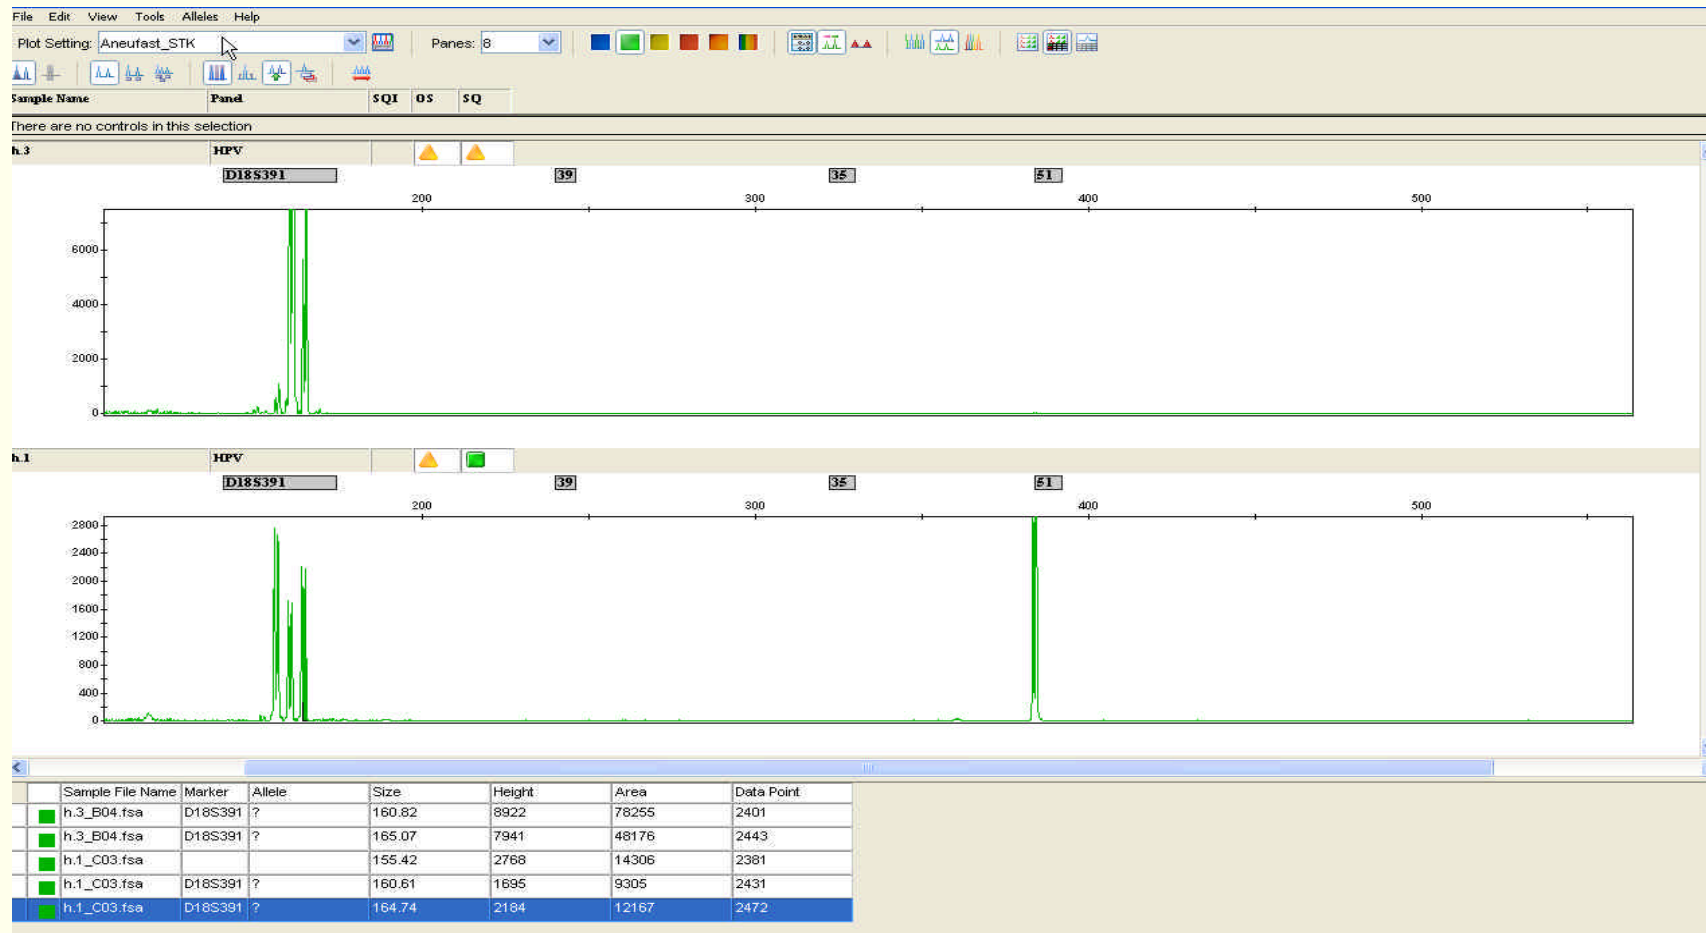 File Edit View Tools Alleles Help
Plot Setting: Aneufast_STK Panes: 8
Sample Name Panel SQI OS SQ
There are no controls in this selection
h.3 HPV
D18S391 39 35 51
200 300 400 500
6000
4000
2000
0
h.1 HPV
D18S391 39 35 51
200 300 400 500
2800
2400
2000
1600
1200
800
400
0
Sample File Name Marker Allele Size Height Area Data Point
h.3_B04.fsa D18S391 ? 160.82 8922 78255 2401
h.3_B04.fsa D18S391 ? 165.07 7941 48176 2443
h.1_C03.fsa 155.42 2768 14306 2381
h.1_C03.fsa D18S391 ? 160.61 1695 9305 2431
h.1_C03.fsa D18S391 ? 164.74 2184 12167 2472